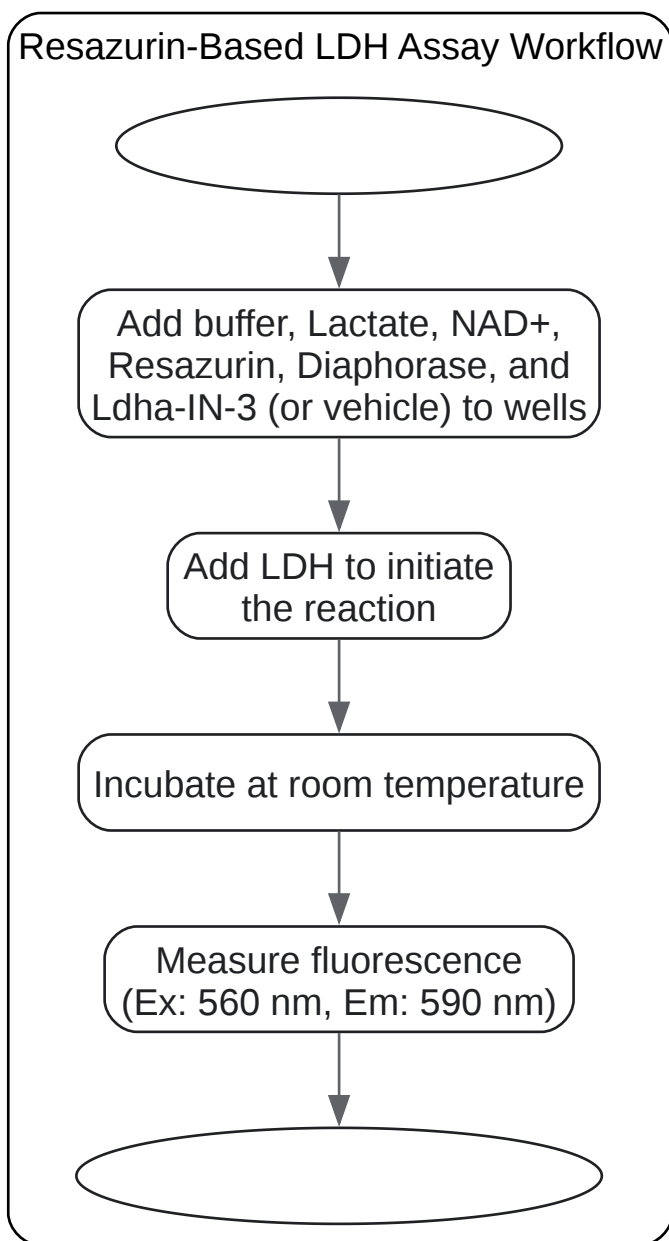 Resazurin-Based LDH Assay Workflow
Add buffer, Lactate, NAD+,
Resazurin, Diaphorase, and
Ldha-IN-3 (or vehicle) to wells
Add LDH to initiate
the reaction
Incubate at room temperature
Measure fluorescence
(Ex: 560 nm, Em: 590 nm)